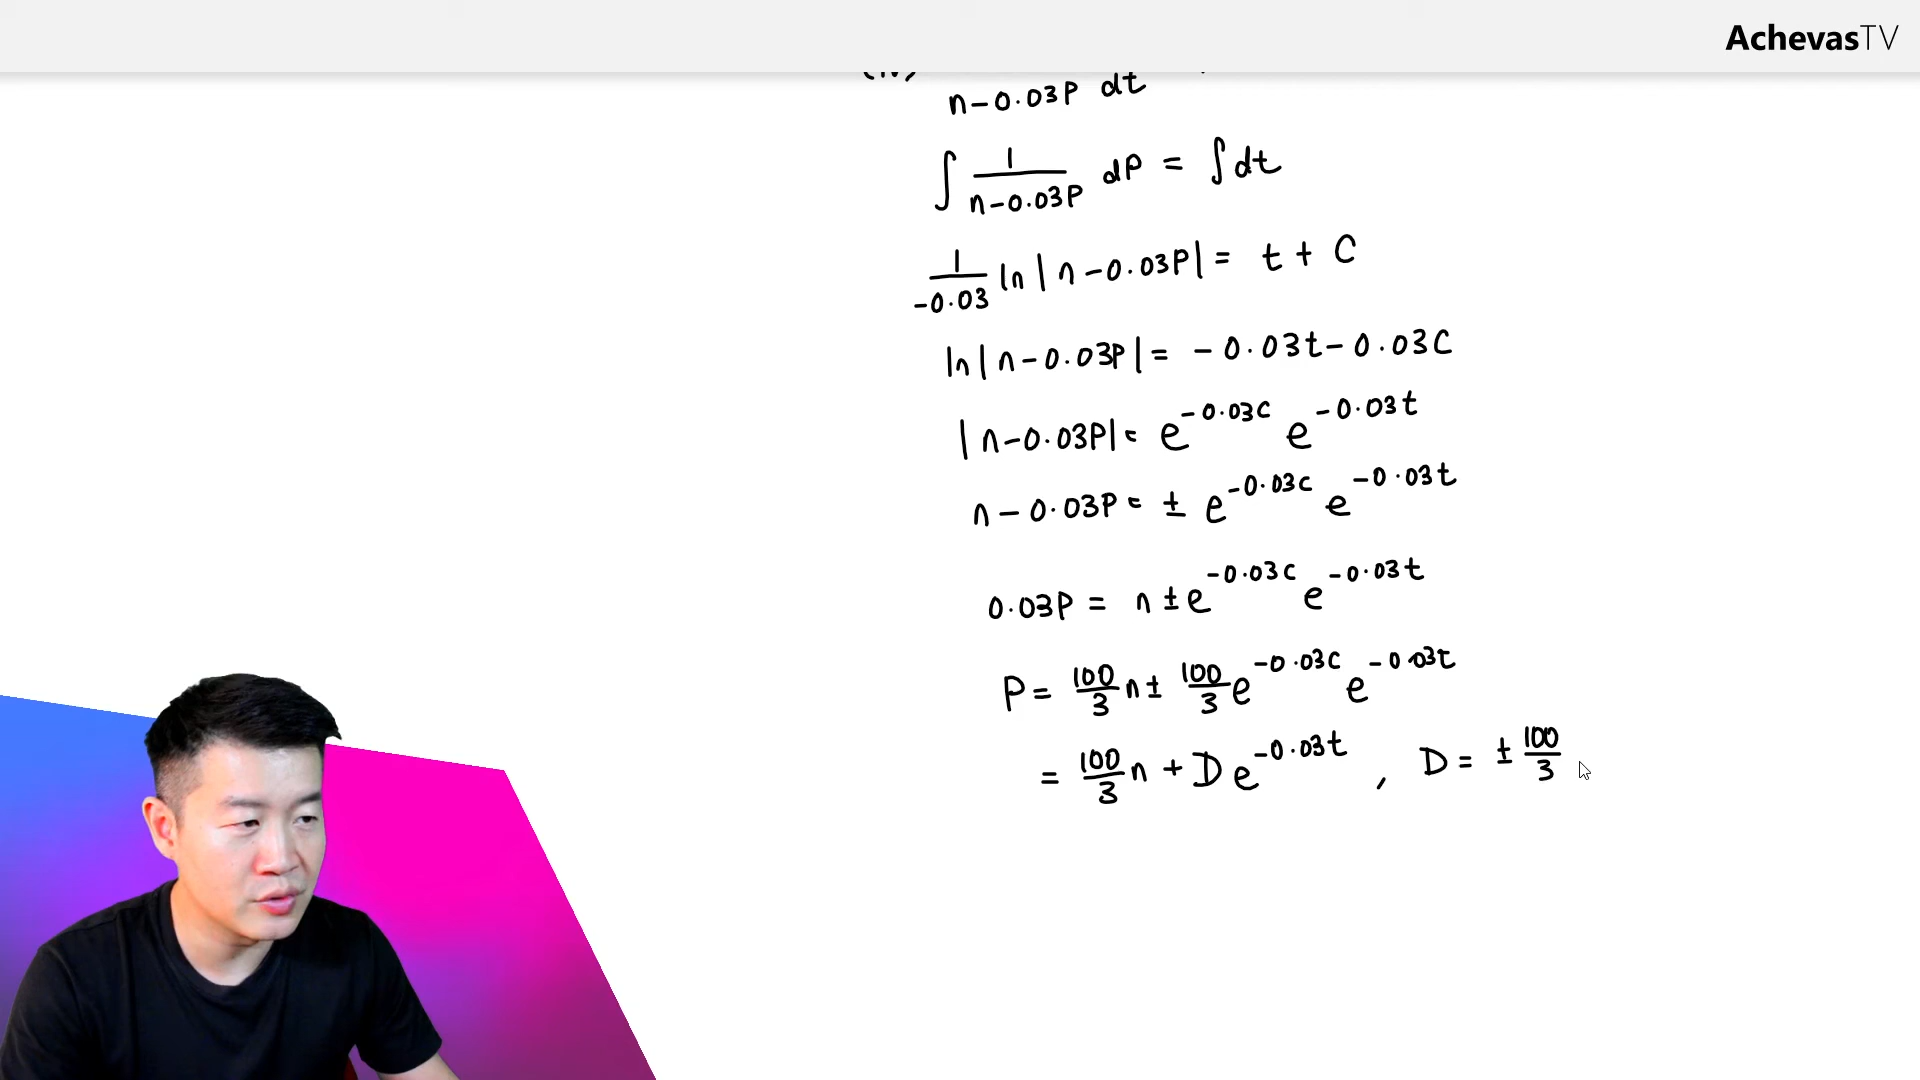 AchevasTV
n-0.03P dt
∫ 1/(n-0.03P) dP = ∫dt
1/(-0.03) ln|n-0.03P| = t + C
ln|n-0.03P| = -0.03t-0.03C
|n-0.03P| = e^(-0.03C) e^(-0.03t)
n-0.03P = ± e^(-0.03C) e^(-0.03t)
0.03P = n ± e^(-0.03C) e^(-0.03t)
P = 100/3 n ± 100/3 e^(-0.03C) e^(-0.03t)
= 100/3 n + D e^(-0.03t) , D = ± 100/3